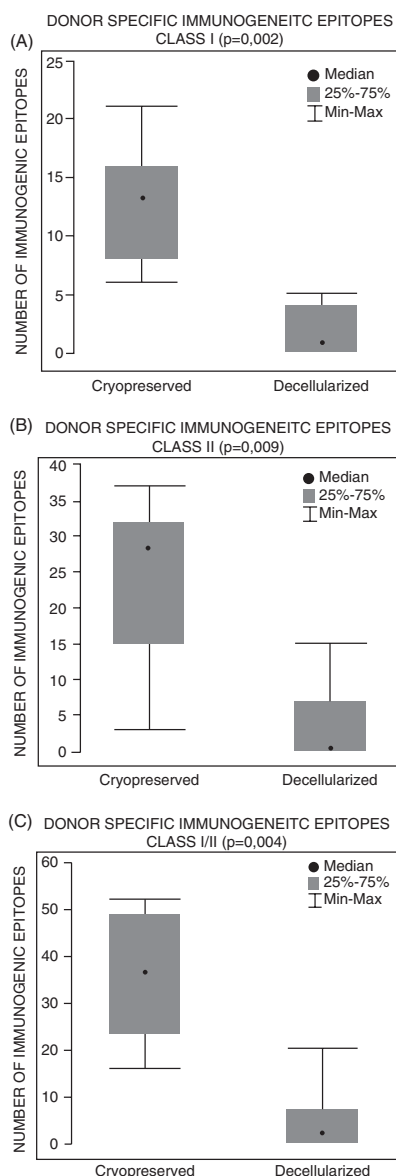 (A) DONOR SPECIFIC IMMUNOGENEITC EPITOPES
CLASS I (p=0,002)
NUMBER OF IMMUNOGENIC EPITOPES
25
20
15
10
5
0
Median
25%-75%
Min-Max
Cryopreserved Decellularized
(B) DONOR SPECIFIC IMMUNOGENEITC EPITOPES
CLASS II (p=0,009)
NUMBER OF IMMUNOGENIC EPITOPES
40
35
30
25
20
15
10
5
0
Median
25%-75%
Min-Max
Cryopreserved Decellularized
(C) DONOR SPECIFIC IMMUNOGENEITC EPITOPES
CLASS I/II (p=0,004)
NUMBER OF IMMUNOGENIC EPITOPES
60
50
40
30
20
10
0
Median
25%-75%
Min-Max
Cryopreserved Decellularized